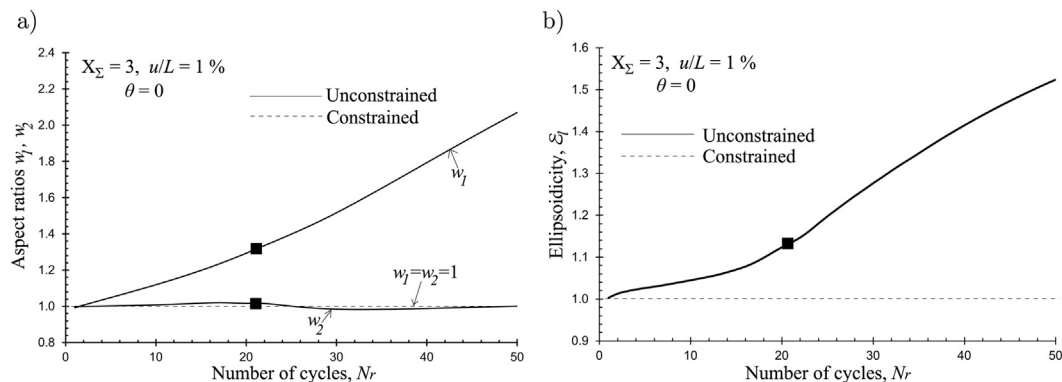 a)
2.4
2.2
2.0
1.8
1.6
1.4
1.2
1.0
0.8
Aspect ratios w1, w2
X_Σ = 3, u/L = 1 %
θ = 0
Unconstrained
Constrained
w1
w1=w2=1
w2
0
10
20
30
40
50
Number of cycles, Nr
b)
1.6
1.5
1.4
1.3
1.2
1.1
1.0
0.9
Ellipsoidicity, ℰ_l
X_Σ = 3, u/L = 1 %
θ = 0
Unconstrained
Constrained
0
10
20
30
40
50
Number of cycles, Nr